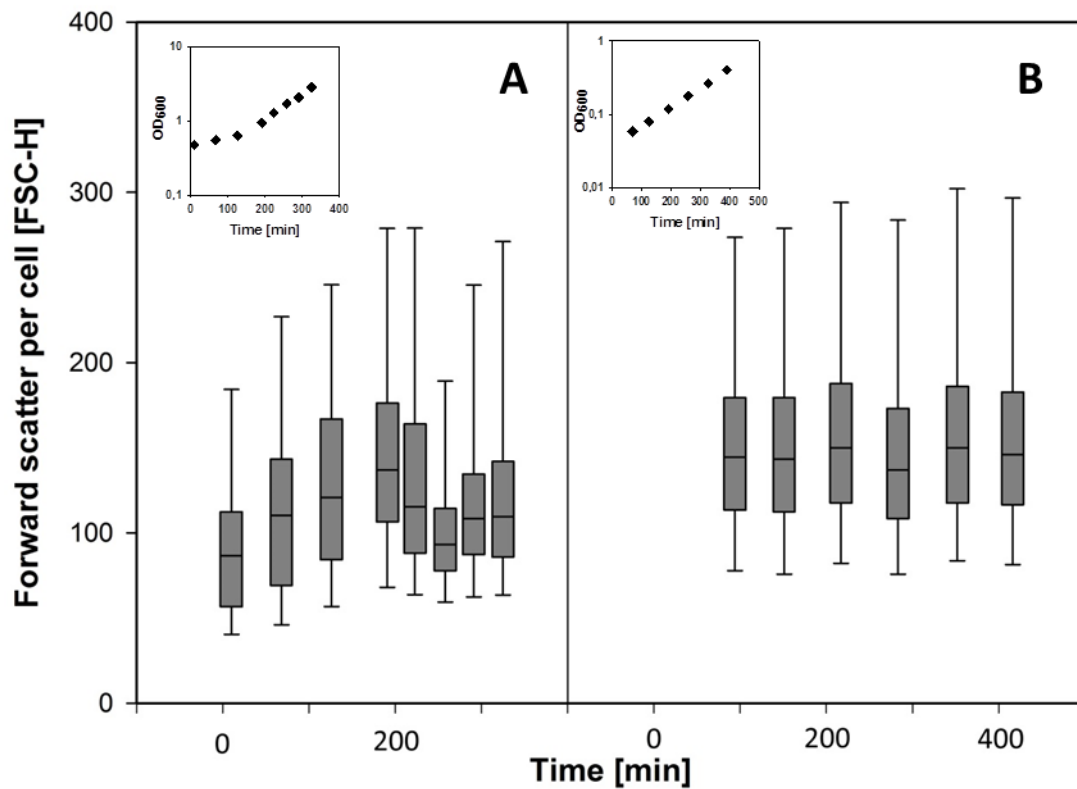 400
300
200
100
0
Forward scatter per cell [FSC-H]
A
10
1
0,1
OD600
0 100 200 300 400
Time [min]
B
1
0,1
0,01
OD600
0 100 200 300 400 500
Time [min]
0 200 0 200 400
Time [min]